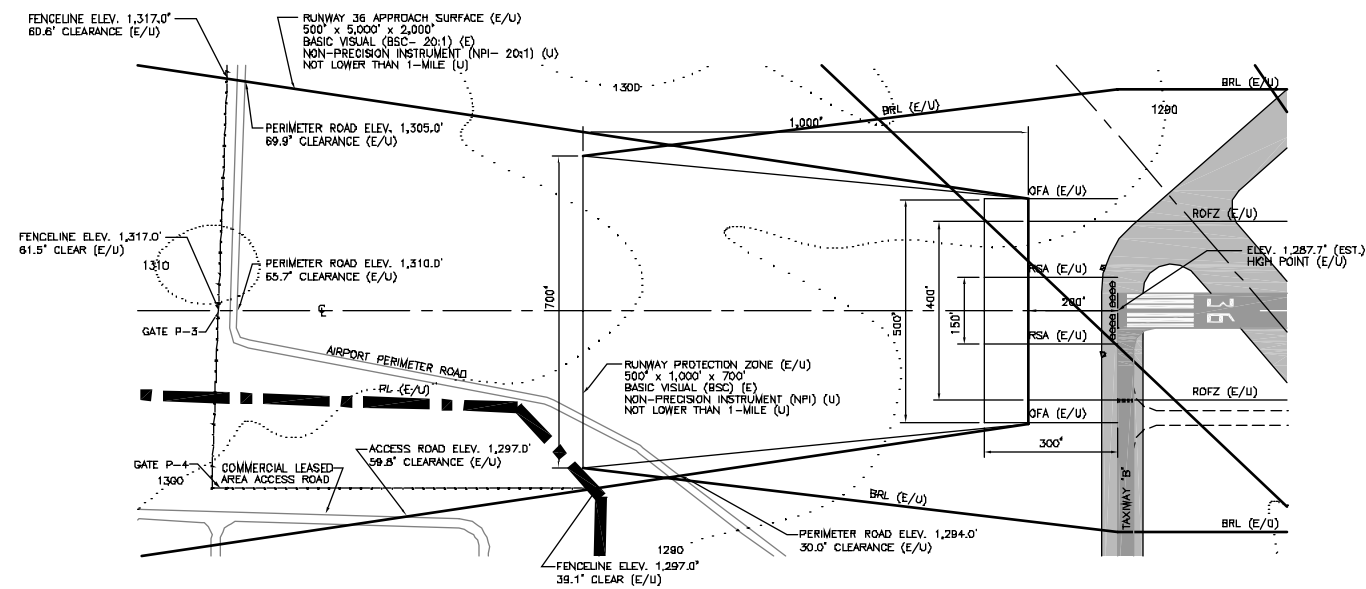 FENCELINE ELEV. 1,317.0'
60.6' CLEARANCE (E/U)
RUNWAY 36 APPROACH SURFACE (E/U)
500' x 5,000' x 2,000'
BASIC VISUAL (BSC- 20:1) (E)
NON-PRECISION INSTRUMENT (NPI- 20:1) (U)
NOT LOWER THAN 1-MILE (U)
1300
BRL (E/U)
BRL (E/U)
1290
1,000'
PERIMETER ROAD ELEV. 1,305.0'
69.9' CLEARANCE (E/U)
OFA (E/U)
ROFZ (E/U)
FENCELINE ELEV. 1,317.0'
61.5' CLEAR (E/U)
1310
PERIMETER ROAD ELEV. 1,310.0'
65.7' CLEARANCE (E/U)
ELEV. 1,287.7' (EST.)
HIGH POINT (E/U)
RSA (E/U)
700'
500'
400'
150'
200'
36
℄
GATE P-3
RSA (E/U)
AIRPORT PERIMETER ROAD
PL (E/U)
RUNWAY PROTECTION ZONE (E/U)
500' x 1,000' x 700'
BASIC VISUAL (BSC) (E)
NON-PRECISION INSTRUMENT (NPI) (U)
NOT LOWER THAN 1-MILE (U)
ROFZ (E/U)
OFA (E/U)
300'
ACCESS ROAD ELEV. 1,297.0'
59.8' CLEARANCE (E/U)
GATE P-4
1300
COMMERCIAL LEASED
AREA ACCESS ROAD
TAXIWAY "B"
BRL (E/U)
BRL (E/U)
PERIMETER ROAD ELEV. 1,294.0'
30.0' CLEARANCE (E/U)
1290
FENCELINE ELEV. 1,297.0'
39.1' CLEAR (E/U)